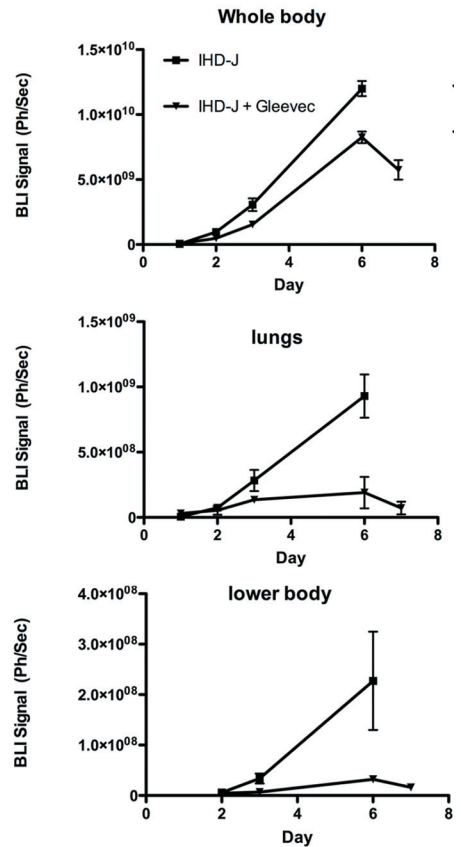 Whole body
1.5×10¹⁰
1.0×10¹⁰
5.0×10⁰⁹
0
BLI Signal (Ph/Sec)
IHD-J
IHD-J + Gleevec
0 2 4 6 8
Day
lungs
1.5×10⁰⁹
1.0×10⁰⁹
5.0×10⁰⁸
0
BLI Signal (Ph/Sec)
0 2 4 6 8
Day
lower body
4.0×10⁰⁸
3.0×10⁰⁸
2.0×10⁰⁸
1.0×10⁰⁸
0
BLI Signal (Ph/Sec)
0 2 4 6 8
Day